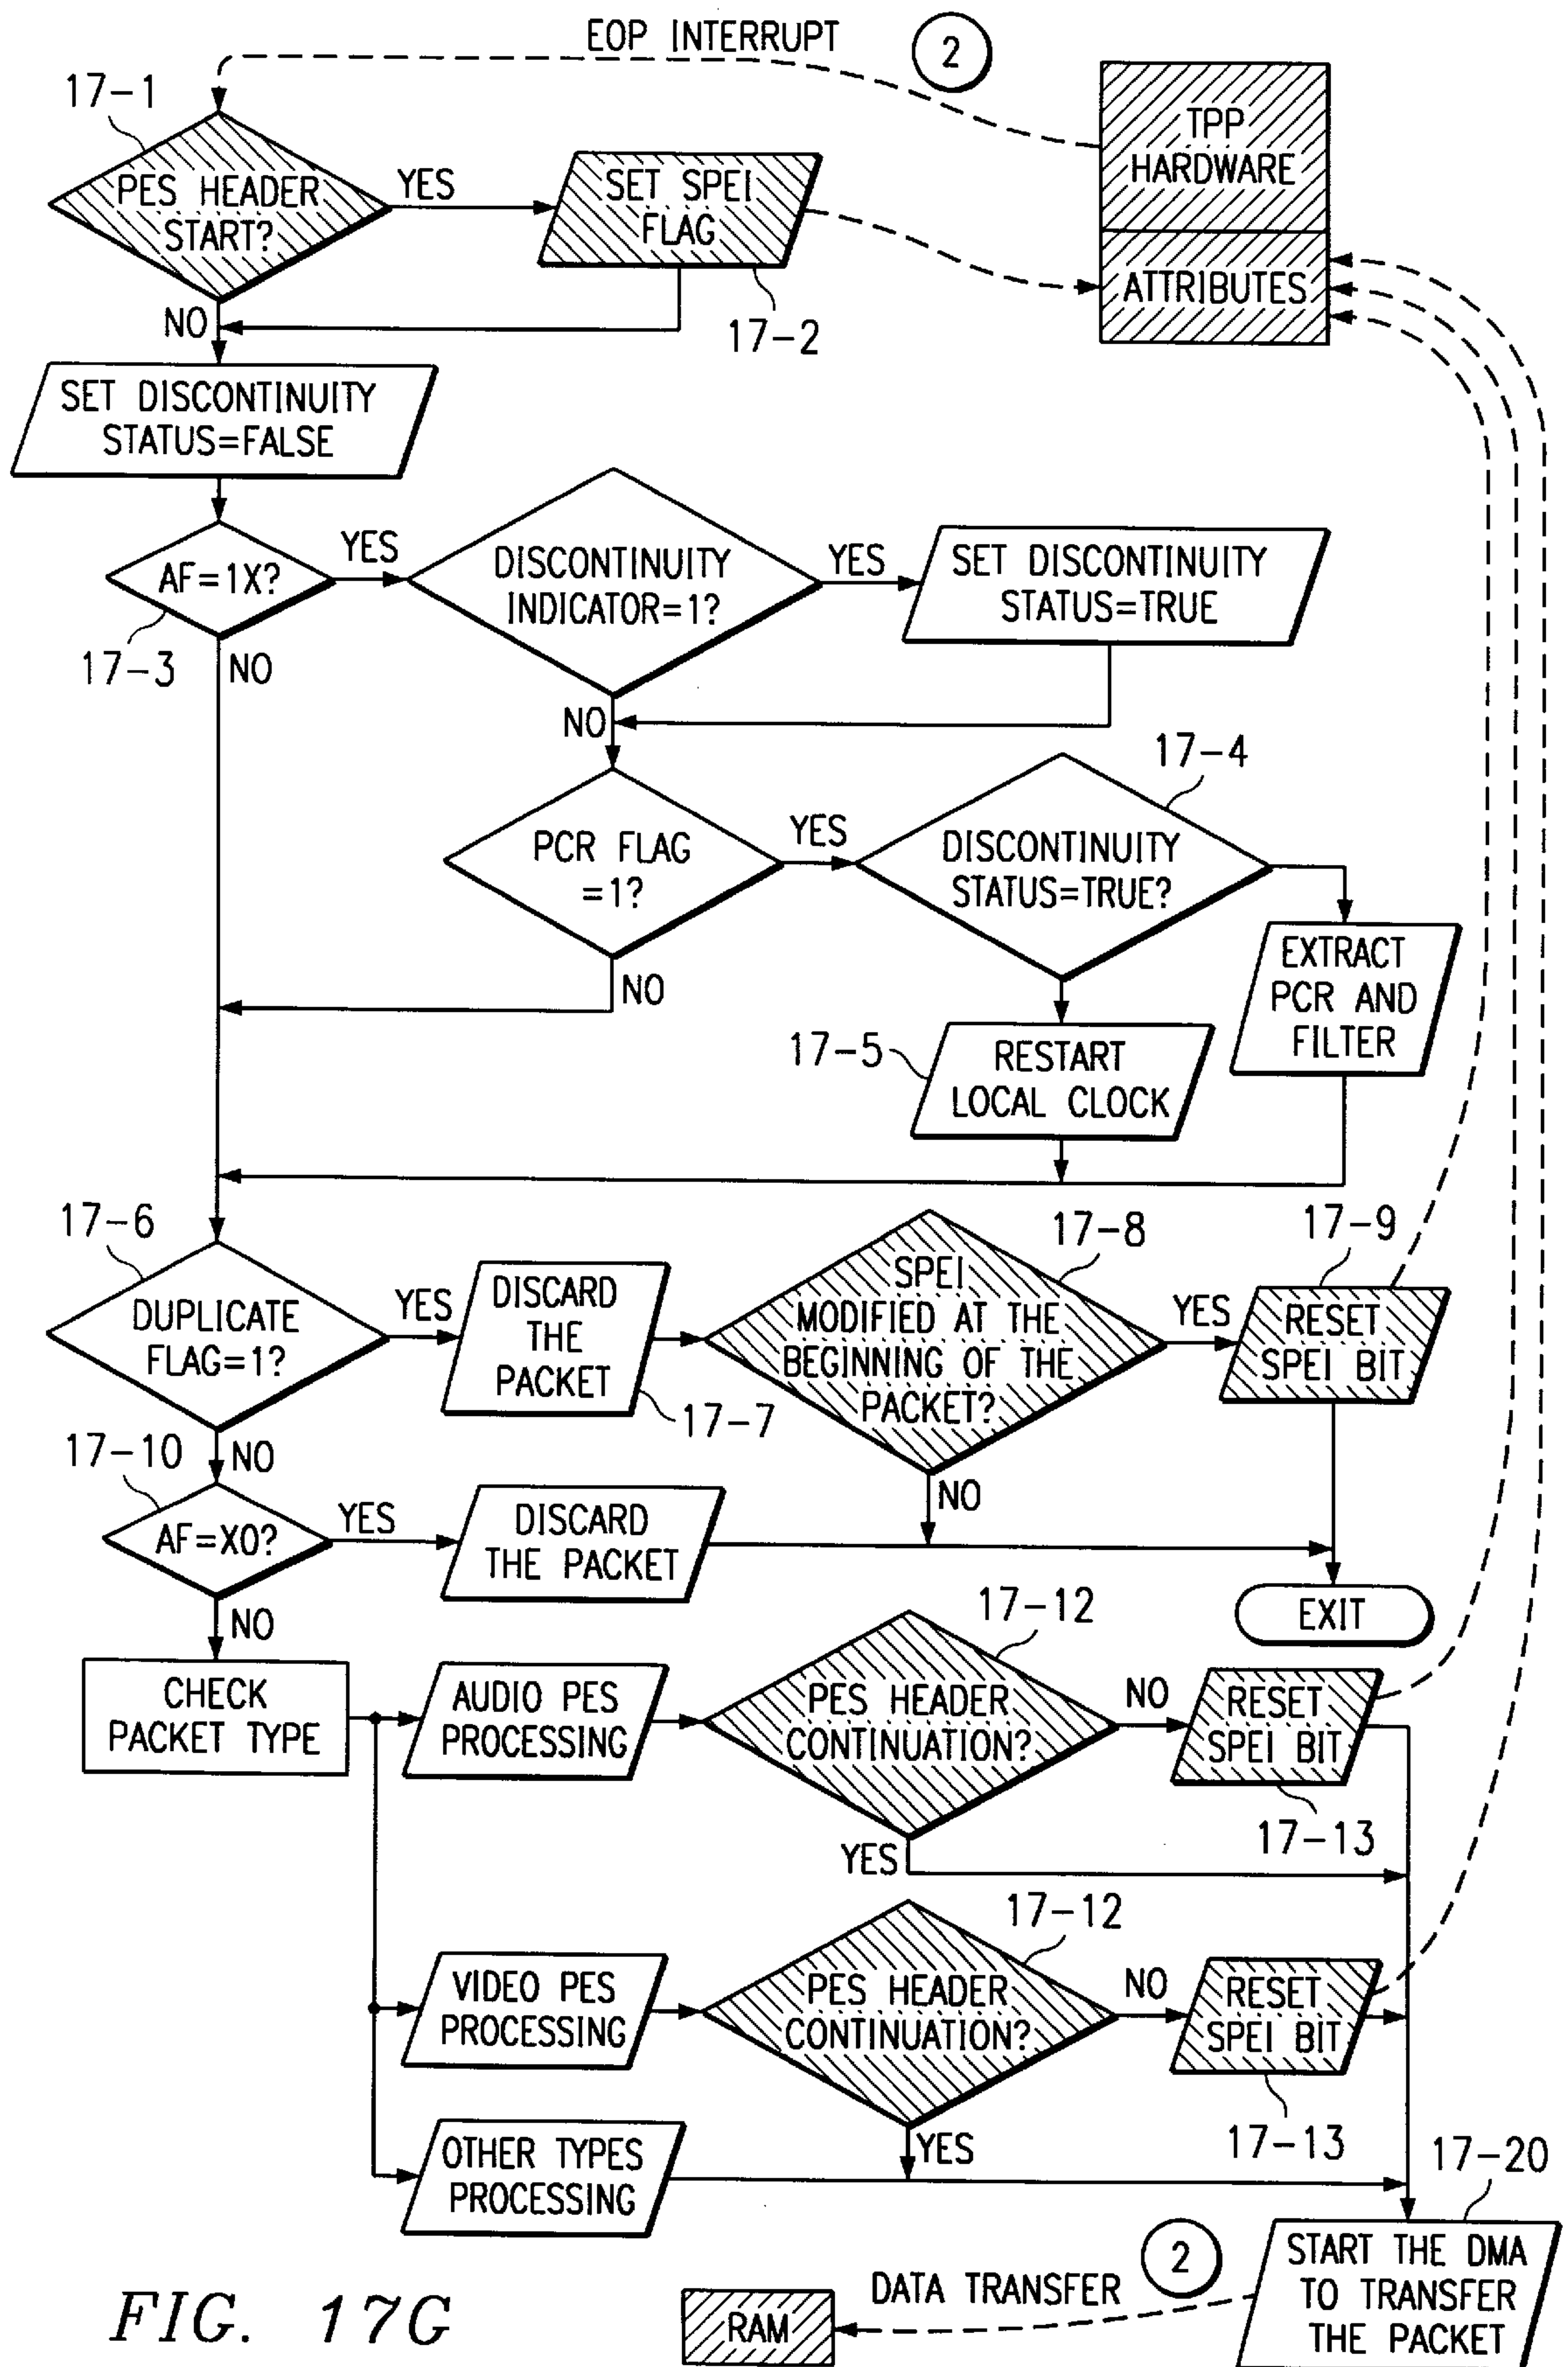 EOP INTERRUPT
2
17-1
TPP
HARDWARE
PES HEADER
START?
YES
SET SPEI
FLAG
ATTRIBUTES
NO
17-2
SET DISCONTINUITY
STATUS=FALSE
AF=1X?
YES
DISCONTINUITY
INDICATOR=1?
YES
SET DISCONTINUITY
STATUS=TRUE
17-3
NO
NO
17-4
PCR FLAG
=1?
YES
DISCONTINUITY
STATUS=TRUE?
NO
EXTRACT
PCR AND
FILTER
17-5
RESTART
LOCAL CLOCK
17-6
17-8
17-9
DUPLICATE
FLAG=1?
YES
DISCARD
THE
PACKET
SPEI
MODIFIED AT THE
BEGINNING OF THE
PACKET?
YES
RESET
SPEI BIT
17-7
17-10
NO
NO
AF=X0?
YES
DISCARD
THE PACKET
EXIT
NO
17-12
CHECK
PACKET TYPE
AUDIO PES
PROCESSING
PES HEADER
CONTINUATION?
NO
RESET
SPEI BIT
17-13
YES
17-12
VIDEO PES
PROCESSING
PES HEADER
CONTINUATION?
NO
RESET
SPEI BIT
17-13
YES
OTHER TYPES
PROCESSING
17-20
START THE DMA
TO TRANSFER
THE PACKET
2
DATA TRANSFER
RAM
FIG. 17G